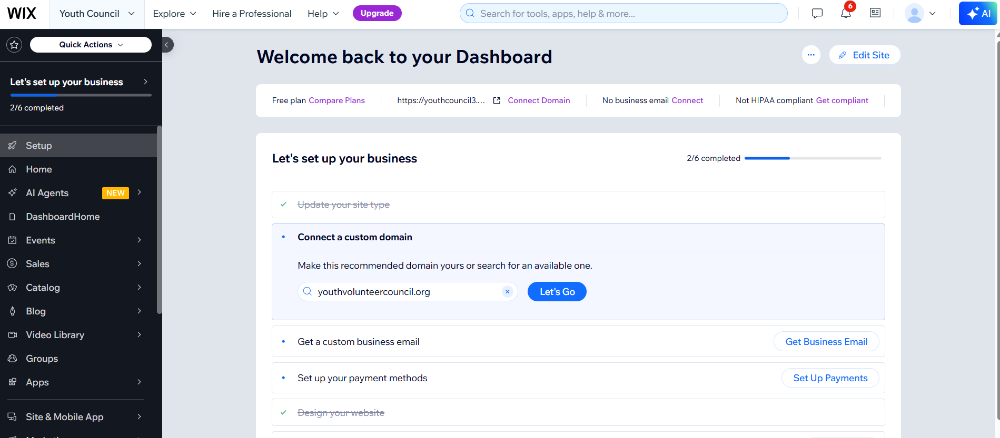 WIX
Youth Council
Explore
Hire a Professional
Help
Upgrade
Search for tools, apps, help & more...
6
AI
Quick Actions
Let's set up your business
2/6 completed
Setup
Home
AI Agents NEW
DashboardHome
Events
Sales
Catalog
Blog
Video Library
Groups
Apps
Site & Mobile App
Welcome back to your Dashboard
Edit Site
Free plan Compare Plans
https://youthcouncil3.... Connect Domain
No business email Connect
Not HIPAA compliant Get compliant
Let's set up your business
2/6 completed
Update your site type
Connect a custom domain
Make this recommended domain yours or search for an available one.
youthvolunteercouncil.org
Let's Go
Get a custom business email
Get Business Email
Set up your payment methods
Set Up Payments
Design your website